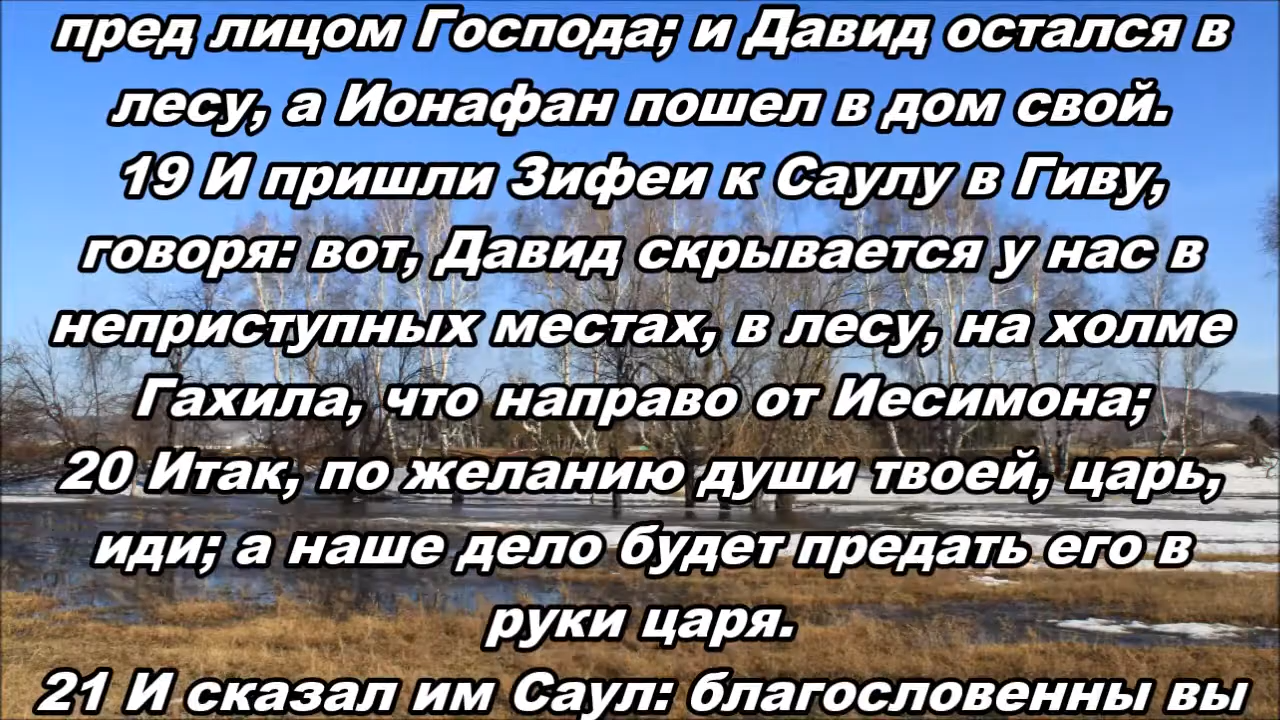 пред лицом Господа; и Давид остался в
лесу, а Ионафан пошел в дом свой.
19 И пришли Зифеи к Саулу в Гиву,
говоря: вот, Давид скрывается у нас в
неприступных местах, в лесу, на холме
Гахила, что направо от Иесимона;
20 Итак, по желанию души твоей, царь,
иди; а наше дело будет предать его в
руки царя.
21 И сказал им Саул: благословенны вы